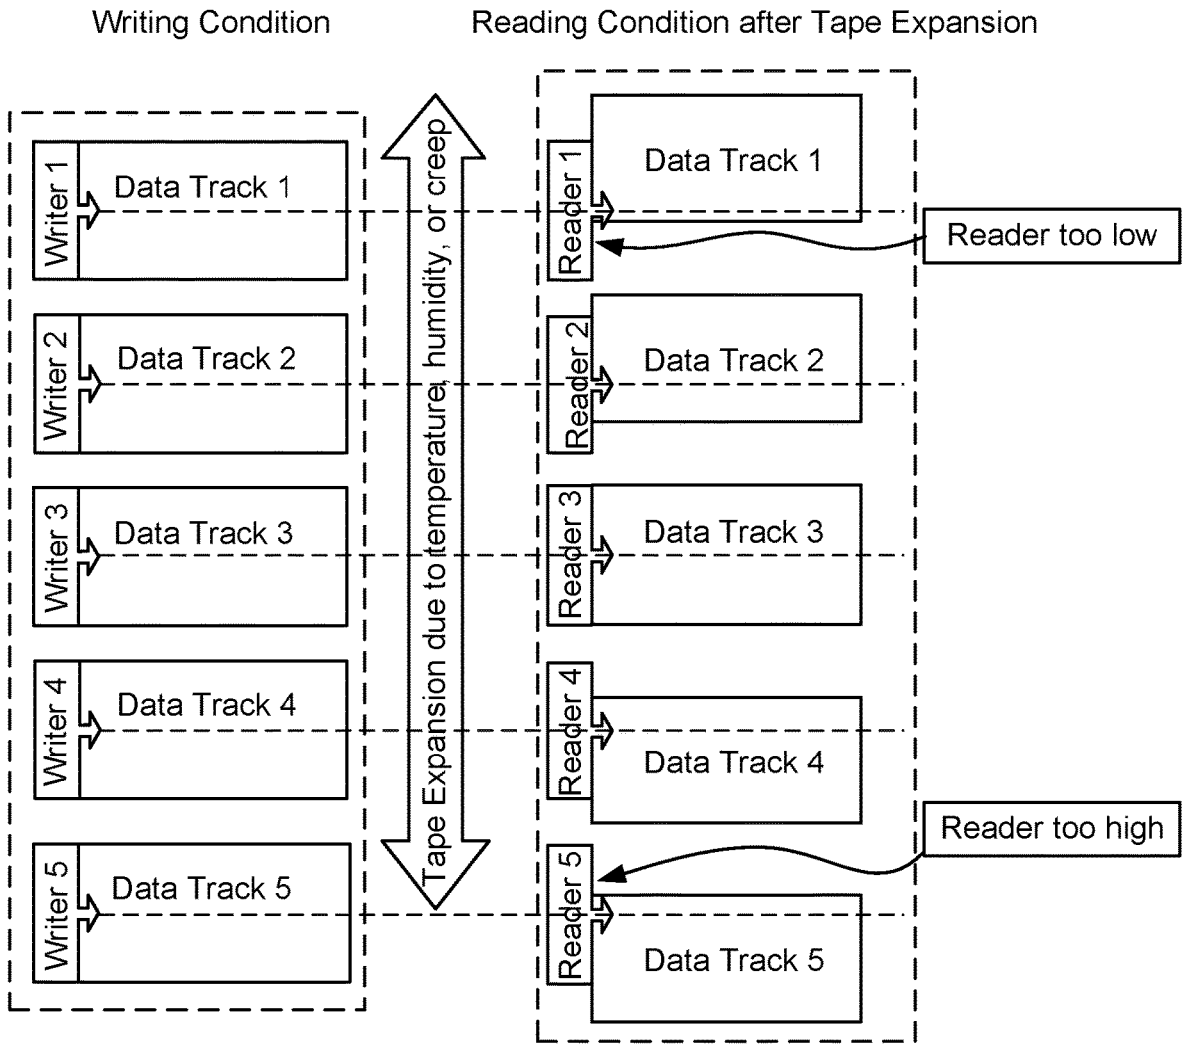 Writing Condition
Reading Condition after Tape Expansion
Writer 1
Data Track 1
Writer 2
Data Track 2
Writer 3
Data Track 3
Writer 4
Data Track 4
Writer 5
Data Track 5
Tape Expansion due to temperature, humidity, or creep
Reader 1
Data Track 1
Reader too low
Reader 2
Data Track 2
Reader 3
Data Track 3
Reader 4
Data Track 4
Reader too high
Reader 5
Data Track 5